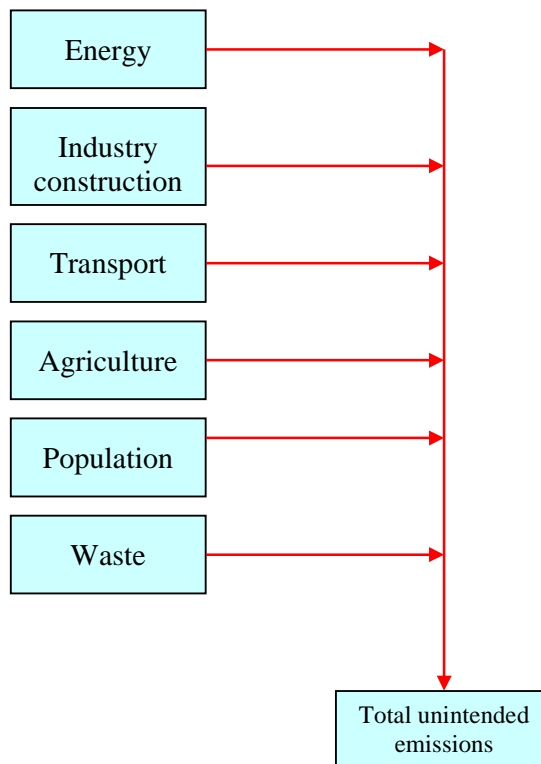 Energy
Industry
construction
Transport
Agriculture
Population
Waste
Total unintended
emissions